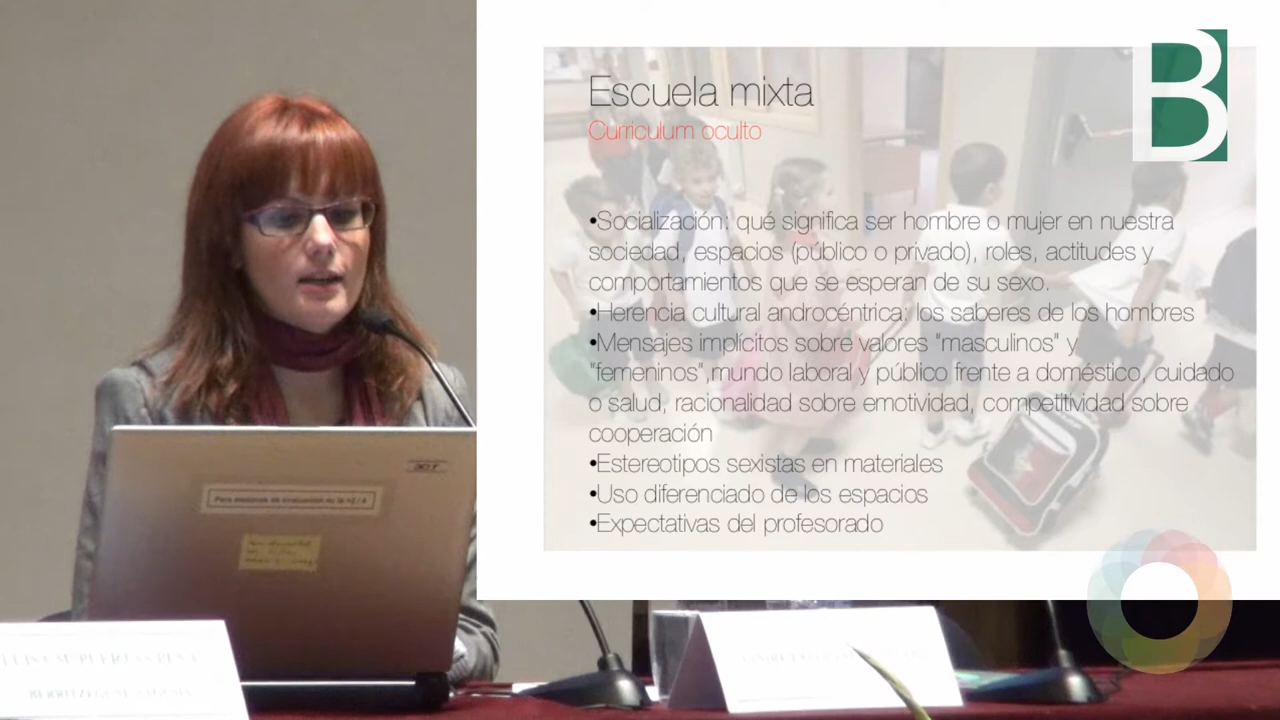 B
Escuela mixta
Curriculum oculto
•Socialización: qué significa ser hombre o mujer en nuestra
sociedad, espacios (público o privado), roles, actitudes y
comportamientos que se esperan de su sexo.
•Herencia cultural androcéntrica: los saberes de los hombres
•Mensajes implícitos sobre valores "masculinos" y
"femeninos",mundo laboral y público frente a doméstico, cuidado
o salud, racionalidad sobre emotividad, competitividad sobre
cooperación
•Estereotipos sexistas en materiales
•Uso diferenciado de los espacios
•Expectativas del profesorado
acer